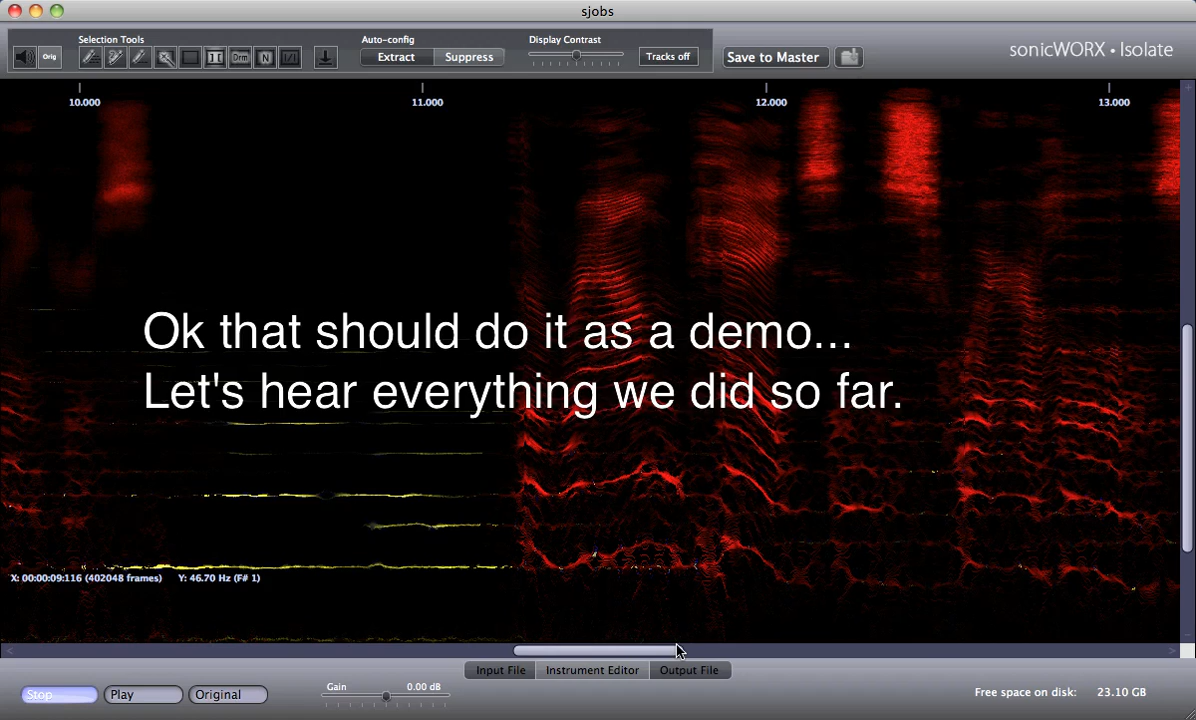 sjobs
Selection Tools
Auto-config
Display Contrast
Orig
Drm
N
Extract
Suppress
Tracks off
Save to Master
sonicWORX • Isolate
10.000
11.000
12.000
13.000
Ok that should do it as a demo...
Let's hear everything we did so far.
X: 00:00:09:116 (402048 frames) Y: 46.70 Hz (F# 1)
Input File
Instrument Editor
Output File
Stop
Play
Original
Gain
0.00 dB
Free space on disk: 23.10 GB